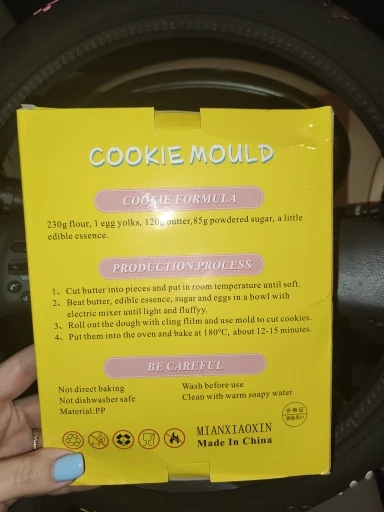 COOKIE MOULD
COOKIE FORMULA
230g flour, 1 egg yolks, 120g butter,85g powdered sugar, a little
edible essence.
PRODUCTION PROCESS
1、Cut butter into pieces and put in room temperature until soft.
2、Beat butter, edible essence, sugar and eggs in a bowl with
electric mixer until light and fluffyy.
3、Roll out the dough with cling flilm and use mold to cut cookies.
4、Put them into the oven and bake at 180℃, about 12-15 minutes.
BE CAREFUL
Not direct baking
Not dishwasher safe
Material:PP
Wash before use
Clean with warm soapy water
合格证
MIANXIAOXIN
Made In China